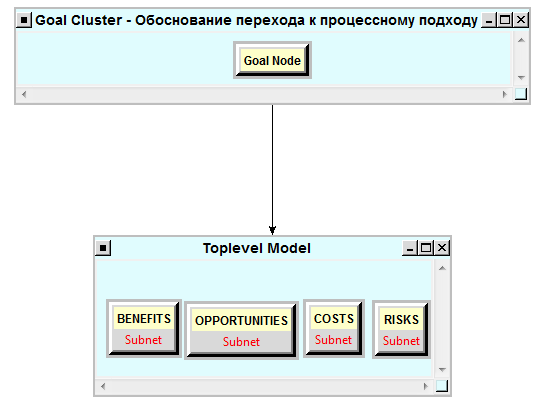 Goal Cluster - Обоснование перехода к процессному подходу
Goal Node
Toplevel Model
BENEFITS
Subnet
OPPORTUNITIES
Subnet
COSTS
Subnet
RISKS
Subnet